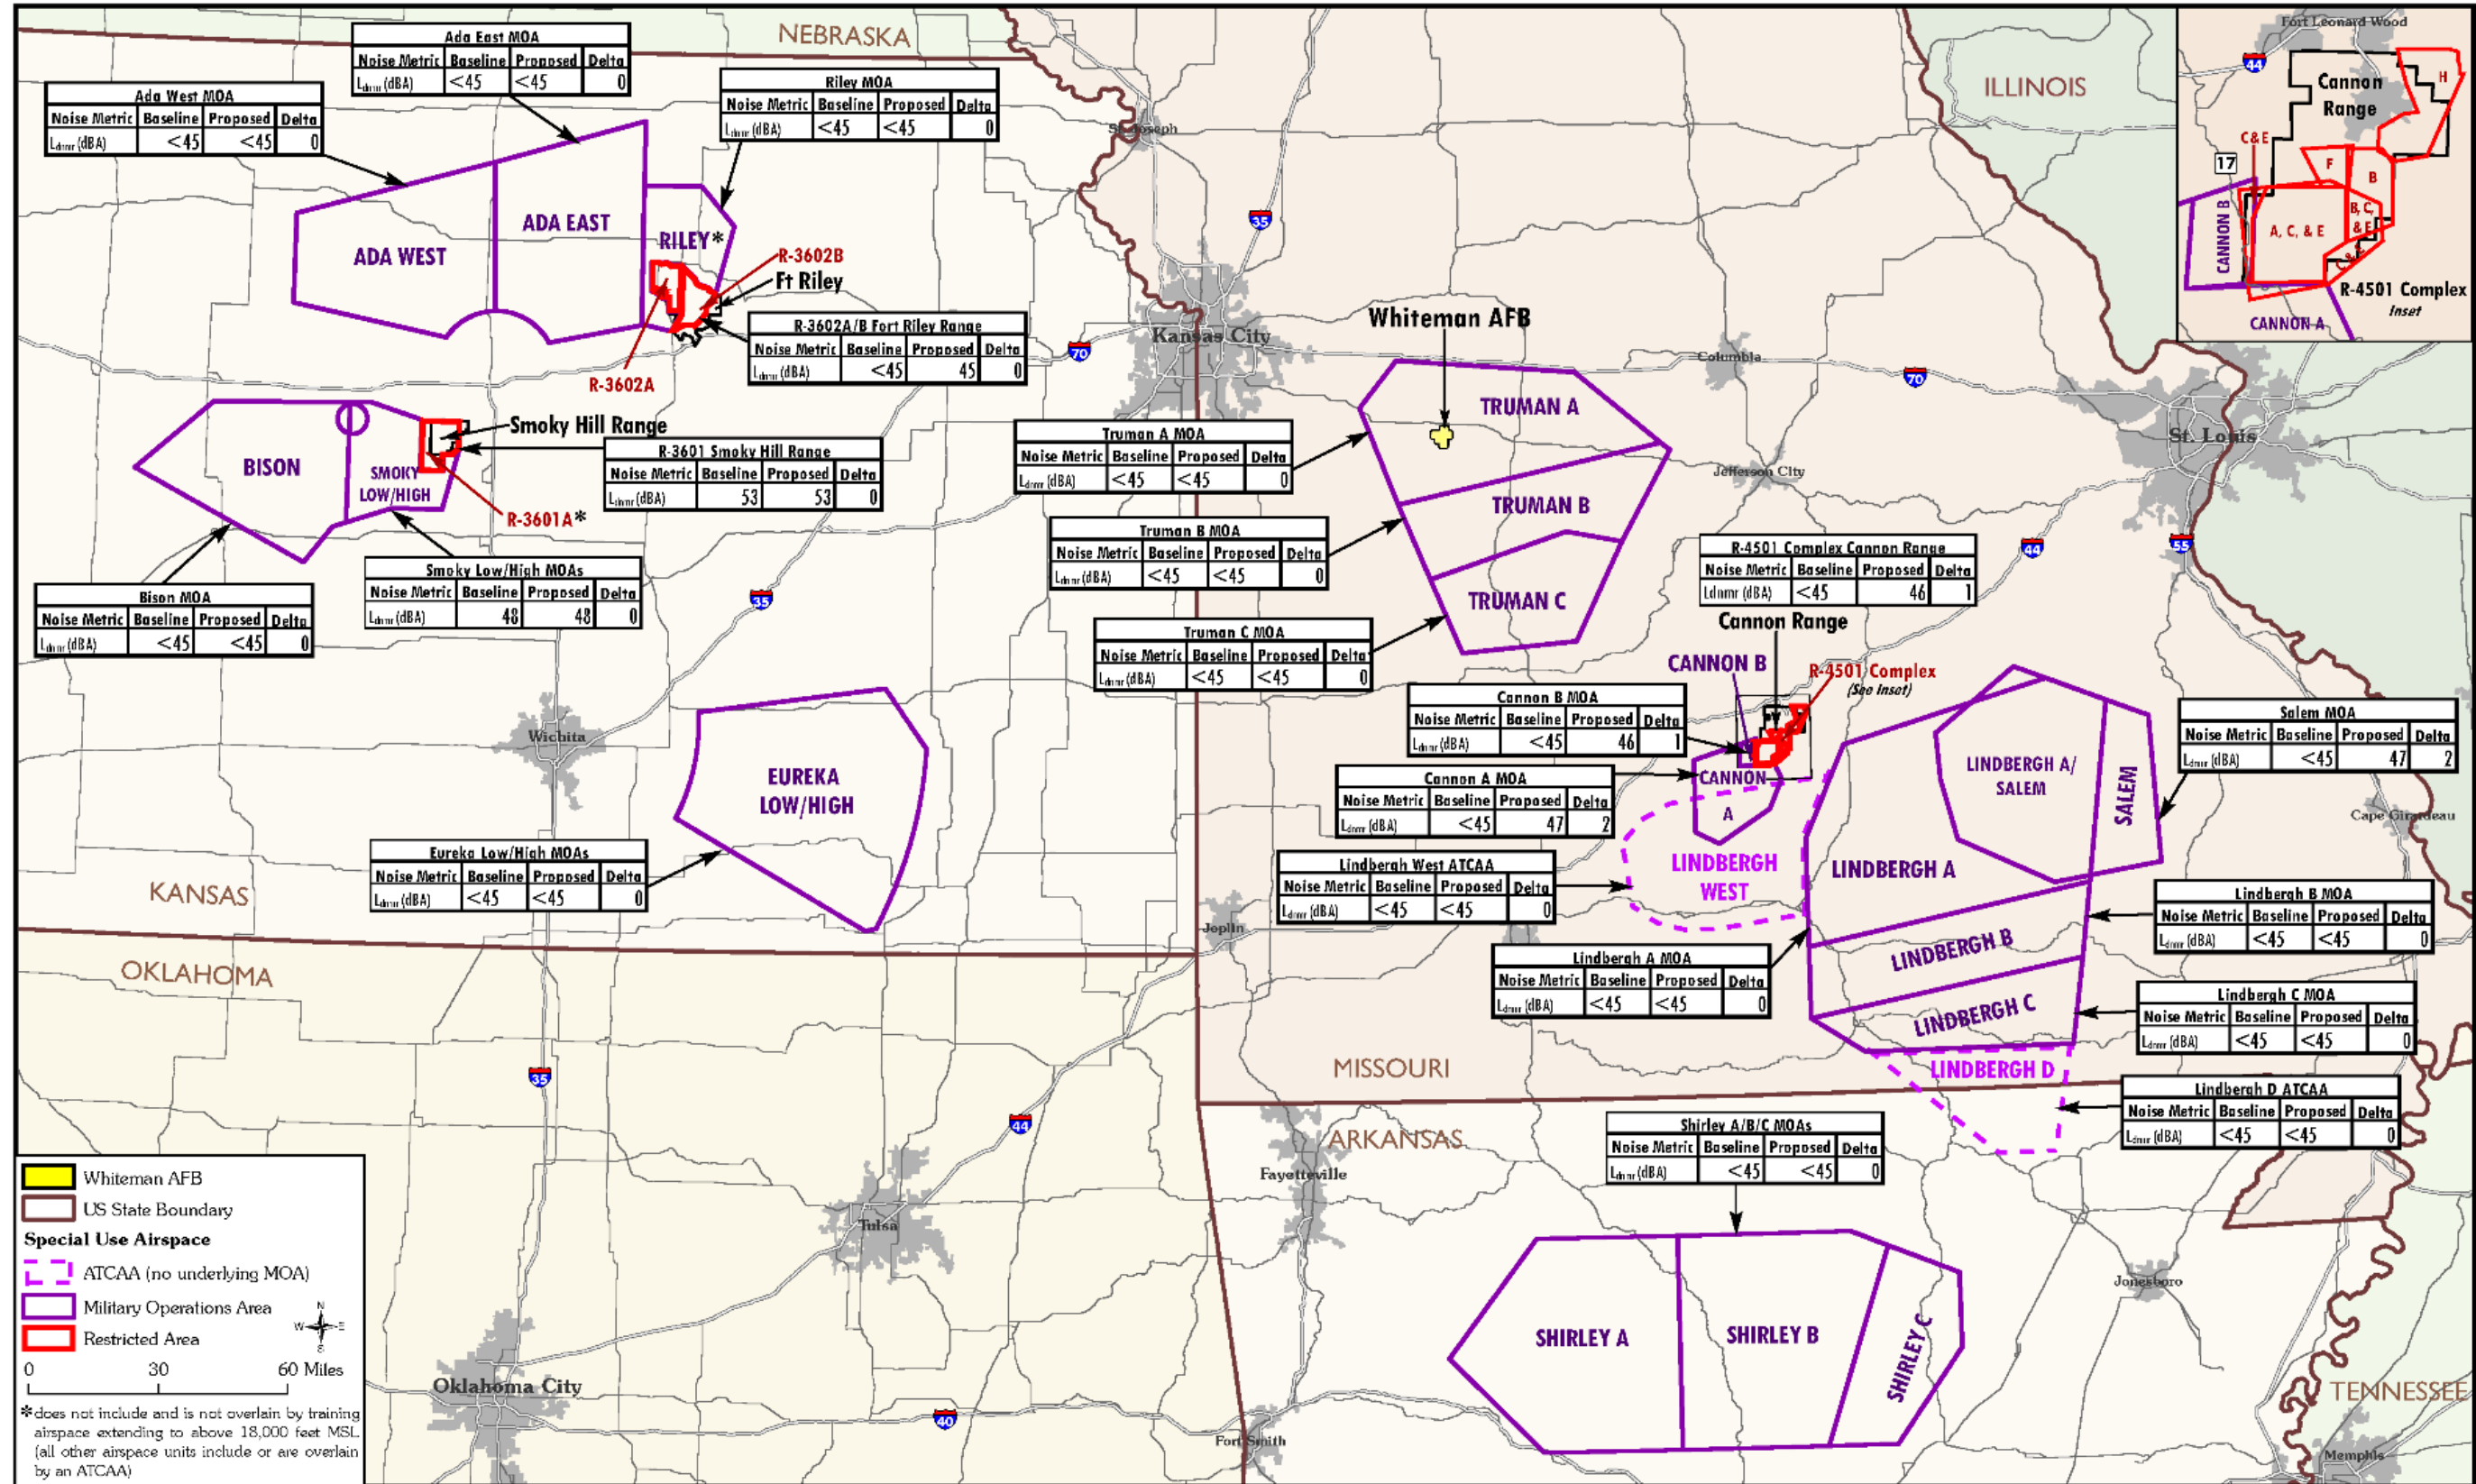 NEBRASKA
ILLINOIS
KANSAS
OKLAHOMA
MISSOURI
ARKANSAS
TENNESSEE
Ada East MOA
Noise Metric Baseline Proposed Delta
Ldnmr (dBA) <45 <45 0
Ada West MOA
Noise Metric Baseline Proposed Delta
Ldnmr (dBA) <45 <45 0
Riley MOA
Noise Metric Baseline Proposed Delta
Ldnmr (dBA) <45 <45 0
ADA WEST
ADA EAST
RILEY*
R-3602B
Ft Riley
R-3602A/B Fort Riley Range
Noise Metric Baseline Proposed Delta
Ldnmr (dBA) <45 45 0
R-3602A
Smoky Hill Range
R-3601 Smoky Hill Range
Noise Metric Baseline Proposed Delta
Ldnmr (dBA) 53 53 0
BISON
SMOKY
LOW/HIGH
R-3601A*
Smoky Low/High MOAs
Noise Metric Baseline Proposed Delta
Ldnmr (dBA) 48 48 0
Bison MOA
Noise Metric Baseline Proposed Delta
Ldnmr (dBA) <45 <45 0
Wichita
EUREKA
LOW/HIGH
Eureka Low/High MOAs
Noise Metric Baseline Proposed Delta
Ldnmr (dBA) <45 <45 0
St. Joseph
Kansas City
35
70
35
35
44
40
Whiteman AFB
Columbia
70
Jefferson City
St. Louis
44
55
TRUMAN A
TRUMAN B
TRUMAN C
Truman A MOA
Noise Metric Baseline Proposed Delta
Ldnmr (dBA) <45 <45 0
Truman B MOA
Noise Metric Baseline Proposed Delta
Ldnmr (dBA) <45 <45 0
Truman C MOA
Noise Metric Baseline Proposed Delta
Ldnmr (dBA) <45 <45 0
R-4501 Complex Cannon Range
Noise Metric Baseline Proposed Delta
Ldnmr (dBA) <45 46 1
Cannon Range
CANNON B
R-4501 Complex
(See Inset)
Cannon B MOA
Noise Metric Baseline Proposed Delta
Ldnmr (dBA) <45 46 1
Cannon A MOA
Noise Metric Baseline Proposed Delta
Ldnmr (dBA) <45 47 2
CANNON
A
Lindbergh West ATCAA
Noise Metric Baseline Proposed Delta
Ldnmr (dBA) <45 <45 0
LINDBERGH
WEST
LINDBERGH A
LINDBERGH A/
SALEM
SALEM
Salem MOA
Noise Metric Baseline Proposed Delta
Ldnmr (dBA) <45 47 2
Cape Girardeau
Lindbergh A MOA
Noise Metric Baseline Proposed Delta
Ldnmr (dBA) <45 <45 0
LINDBERGH B
Lindbergh B MOA
Noise Metric Baseline Proposed Delta
Ldnmr (dBA) <45 <45 0
LINDBERGH C
Lindbergh C MOA
Noise Metric Baseline Proposed Delta
Ldnmr (dBA) <45 <45 0
LINDBERGH D
Lindbergh D ATCAA
Noise Metric Baseline Proposed Delta
Ldnmr (dBA) <45 <45 0
Joplin
Fayetteville
Tulsa
Shirley A/B/C MOAs
Noise Metric Baseline Proposed Delta
Ldnmr (dBA) <45 <45 0
SHIRLEY A
SHIRLEY B
SHIRLEY C
Jonesboro
Memphis
Fort Smith
Oklahoma City
Fort Leonard Wood
44
Cannon
Range
H
C&E
17
F
B
B, C,
& E
A, C, & E
C & E
CANNON B
R-4501 Complex
Inset
CANNON A
Whiteman AFB
US State Boundary
Special Use Airspace
ATCAA (no underlying MOA)
Military Operations Area
Restricted Area
N
W E
S
0 30 60 Miles
*does not include and is not overlain by training
airspace extending to above 18,000 feet MSL
(all other airspace units include or are overlain
by an ATCAA)